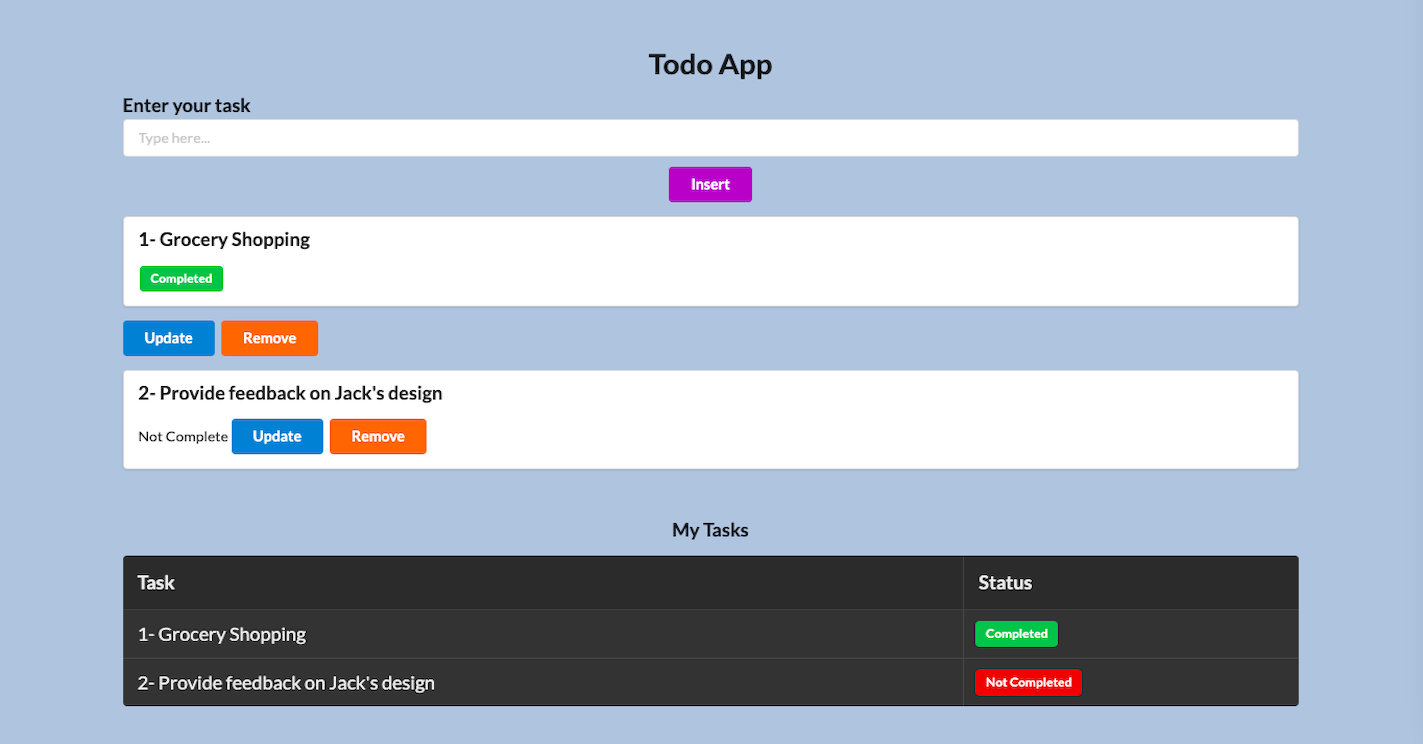 Todo App
Enter your task
Type here...
Insert
1- Grocery Shopping
Completed
Update Remove
2- Provide feedback on Jack's design
Not Complete Update Remove
My Tasks
Task Status
1- Grocery Shopping Completed
2- Provide feedback on Jack's design Not Completed